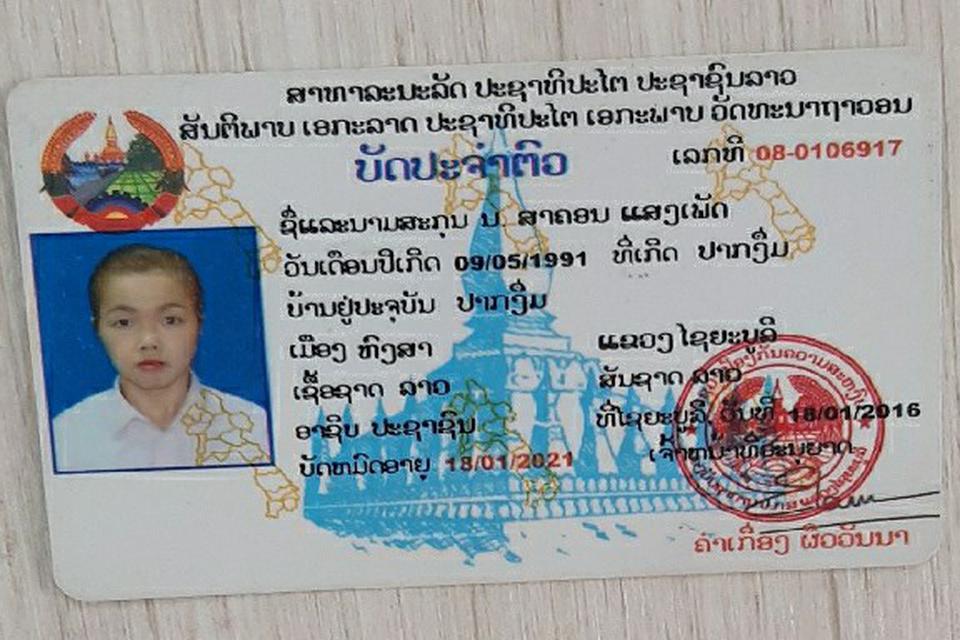 ສາທາລະນະລັດ ປະຊາທິປະໄຕ ປະຊາຊົນລາວ
ສັນຕິພາບ ເອກະລາດ ປະຊາທິປະໄຕ ເອກະພາບ ວັດທະນາຖາວອນ
ບັດປະຈຳຕົວ
ເລກທີ 08-0106917
ຊື່ແລະນາມສະກຸນ ນ. ສາຄອນ ແສງເພັດ
ວັນເດືອນປີເກີດ 09/05/1991 ທີ່ເກີດ ປາກງື່ມ
ບ້ານຢູ່ປະຈຸບັນ ປາກງື່ມ
ເມືອງ ຫົງສາ ແຂວງ ໄຊຍະບູລີ
ເຊື້ອຊາດ ລາວ ສັນຊາດ ລາວ
ອາຊີບ ປະຊາຊົນ ທີ່ໄຊຍະບູລີ, ວັນທີ 18/01/2016
ບັດຫມົດອາຍຸ 18/01/2021 ເຈົ້າຫນ້າທີ່ອະນຸຍາດ
ຄຳເກື່ອງ ຜິວວັນນາ